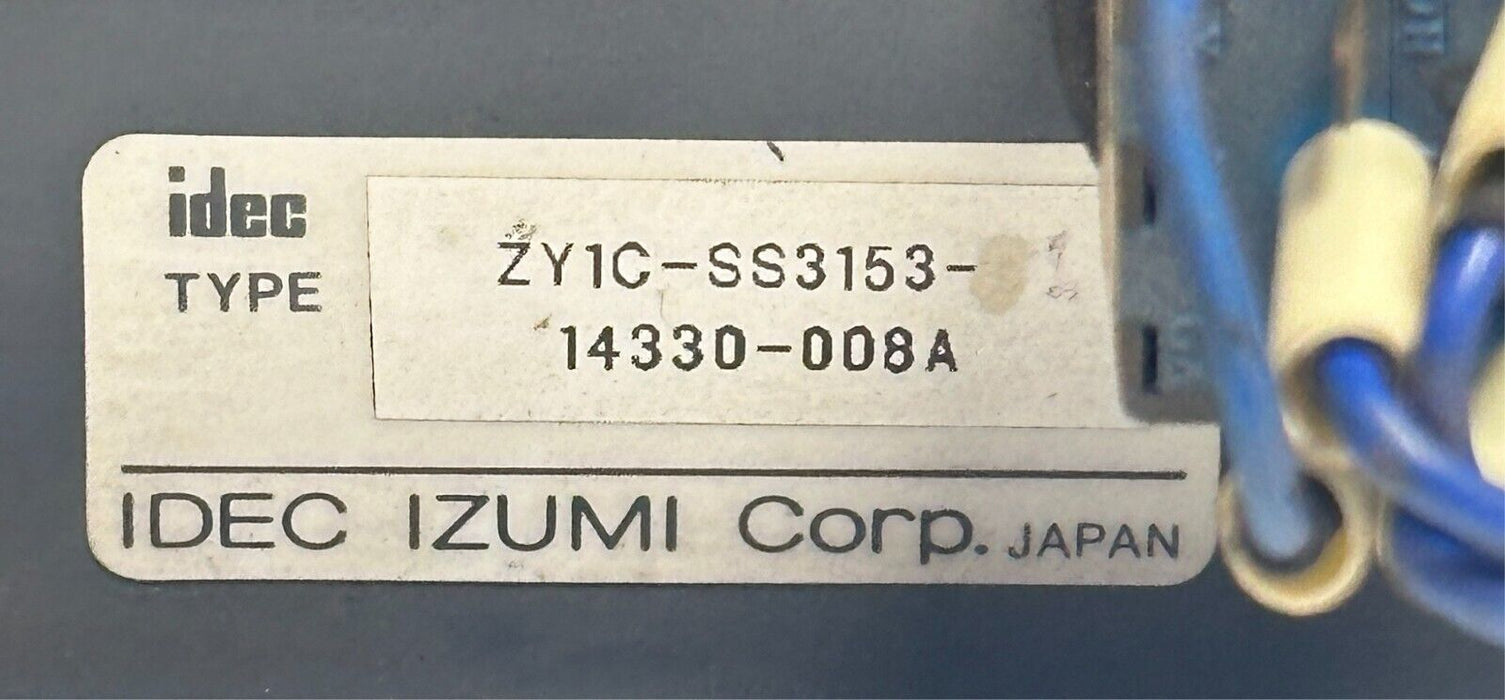 idec
TYPE
ZY1C-SS3153-
14330-008A
IDEC IZUMI Corp. JAPAN